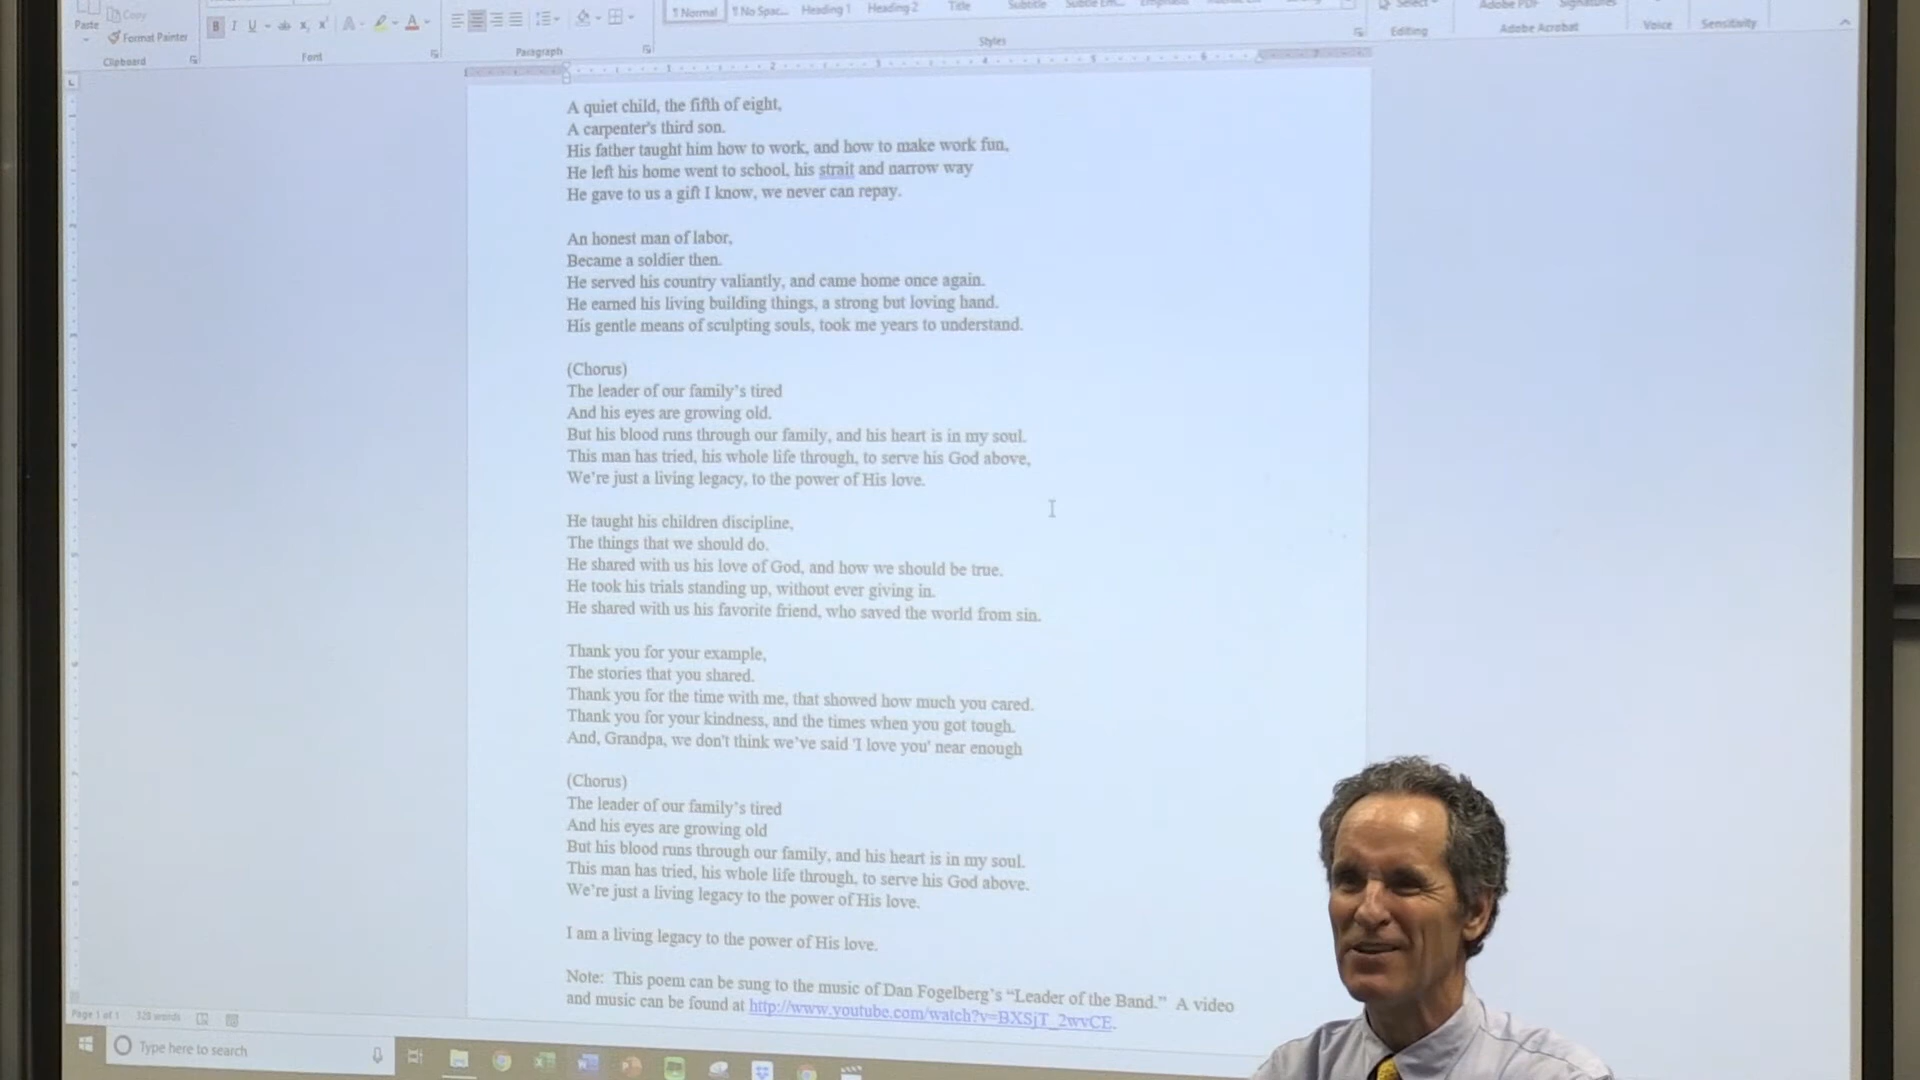 Paste
Copy
Format Painter
Clipboard
Font
Paragraph
¶ Normal
¶ No Spac...
Heading 1
Heading 2
Title
Styles
Select
Editing
Adobe Acrobat
Voice
Sensitivity
A quiet child, the fifth of eight,
A carpenter's third son.
His father taught him how to work, and how to make work fun,
He left his home went to school, his strait and narrow way
He gave to us a gift I know, we never can repay.
An honest man of labor,
Became a soldier then.
He served his country valiantly, and came home once again.
He earned his living building things, a strong but loving hand.
His gentle means of sculpting souls, took me years to understand.
(Chorus)
The leader of our family's tired
And his eyes are growing old.
But his blood runs through our family, and his heart is in my soul.
This man has tried, his whole life through, to serve his God above,
We're just a living legacy, to the power of His love.
He taught his children discipline,
The things that we should do.
He shared with us his love of God, and how we should be true.
He took his trials standing up, without ever giving in.
He shared with us his favorite friend, who saved the world from sin.
Thank you for your example,
The stories that you shared.
Thank you for the time with me, that showed how much you cared.
Thank you for your kindness, and the times when you got tough.
And, Grandpa, we don't think we've said 'I love you' near enough
(Chorus)
The leader of our family's tired
And his eyes are growing old
But his blood runs through our family, and his heart is in my soul.
This man has tried, his whole life through, to serve his God above.
We're just a living legacy to the power of His love.
I am a living legacy to the power of His love.
Note:  This poem can be sung to the music of Dan Fogelberg's "Leader of the Band."  A video
and music can be found at http://www.youtube.com/watch?v=BXSjT_2wvCE.
Page 1 of 1
328 words
Type here to search